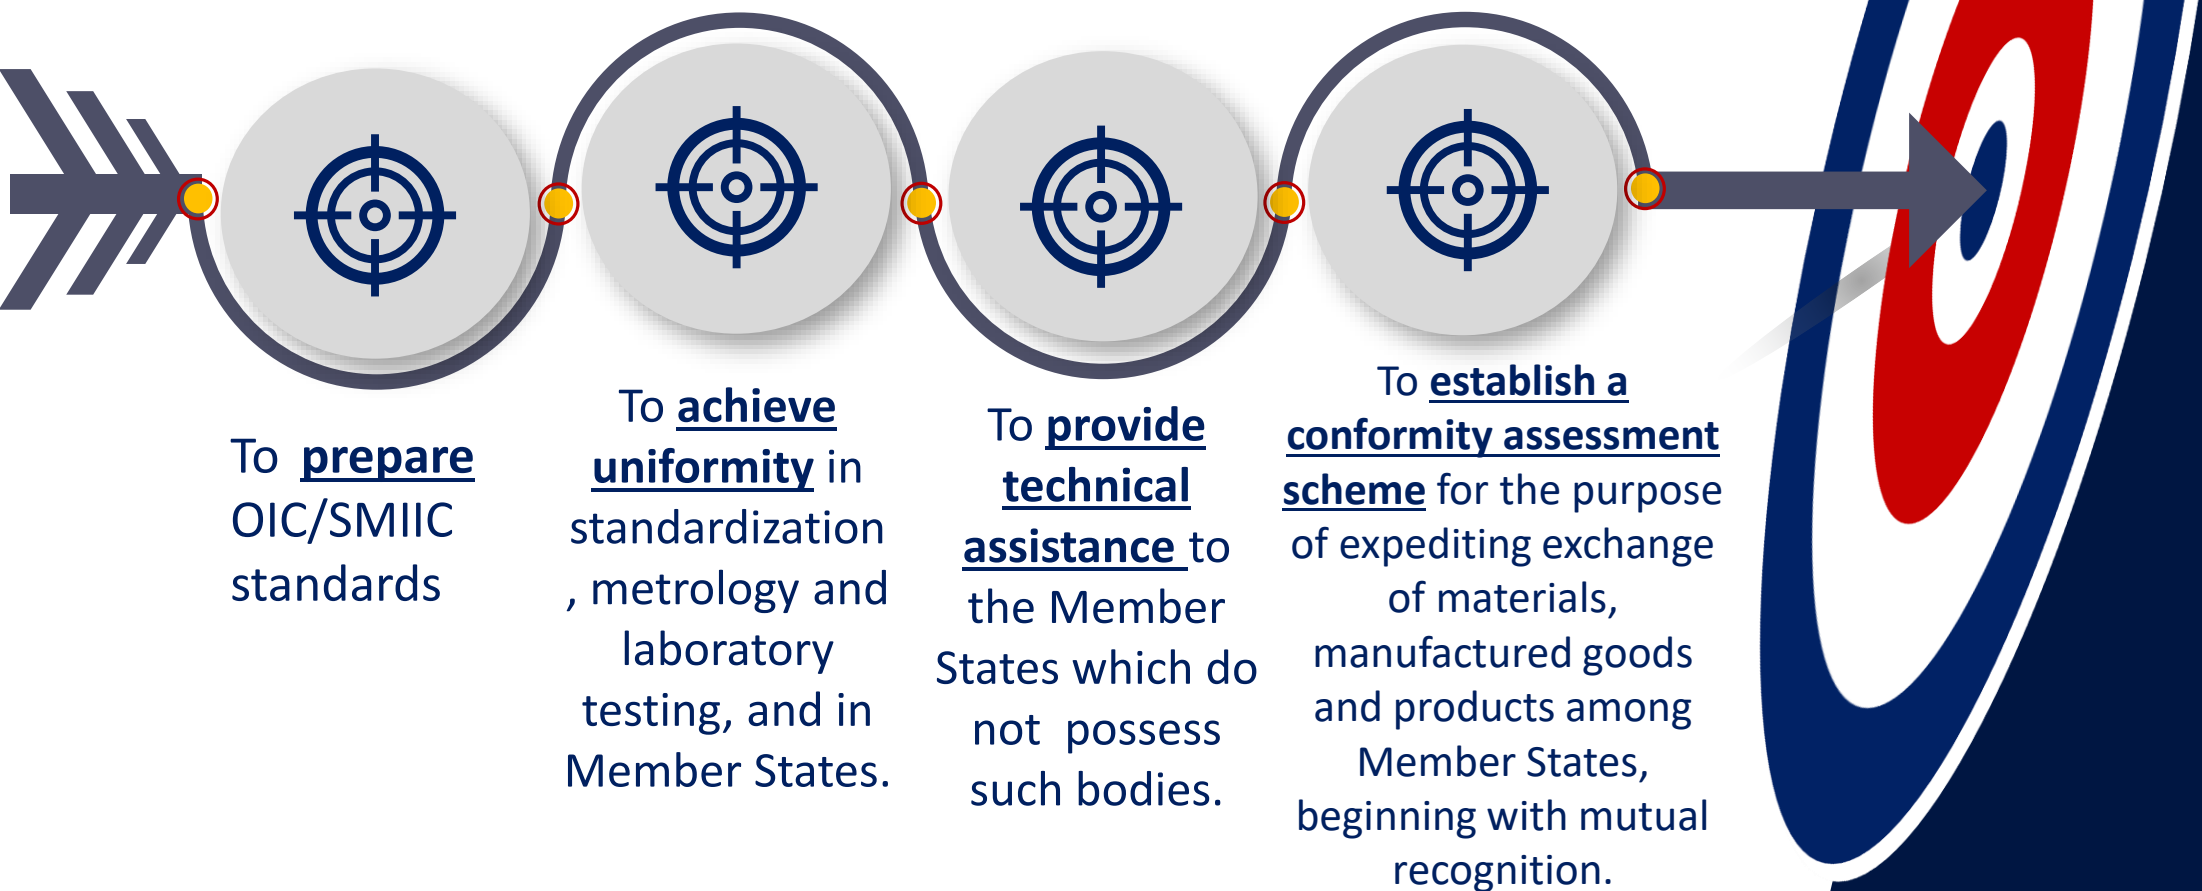 To prepare
OIC/SMIIC
standards
To achieve
uniformity in
standardization
, metrology and
laboratory
testing, and in
Member States.
To provide
technical
assistance to
the Member
States which do
not possess
such bodies.
To establish a
conformity assessment
scheme for the purpose
of expediting exchange
of materials,
manufactured goods
and products among
Member States,
beginning with mutual
recognition.